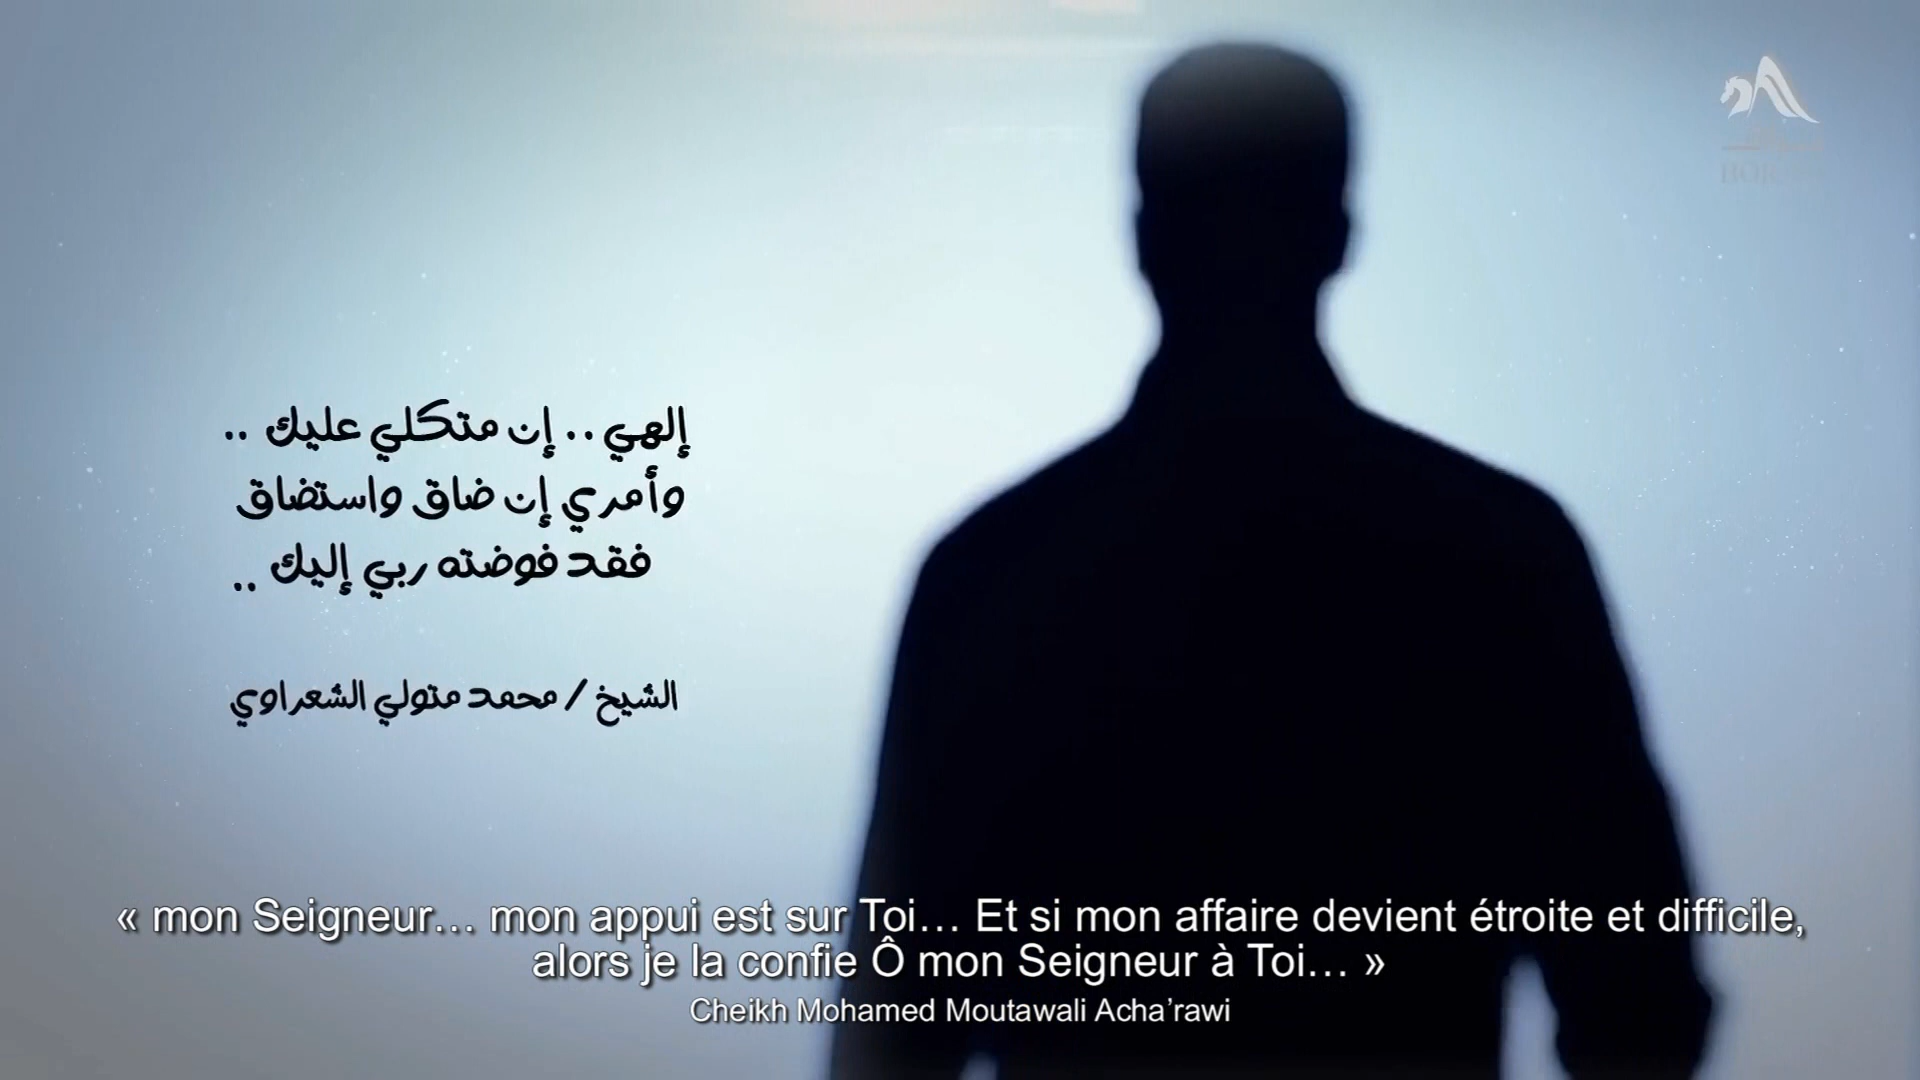 إلهي .. إن متكلي عليك ..
وأمري إن ضاق واستضاق
فقد فوضته ربي إليك ..
الشيخ / محمد متولي الشعراوي
« mon Seigneur… mon appui est sur Toi… Et si mon affaire devient étroite et difficile,
alors je la confie Ô mon Seigneur à Toi… »
Cheikh Mohamed Moutawali Acha’rawi